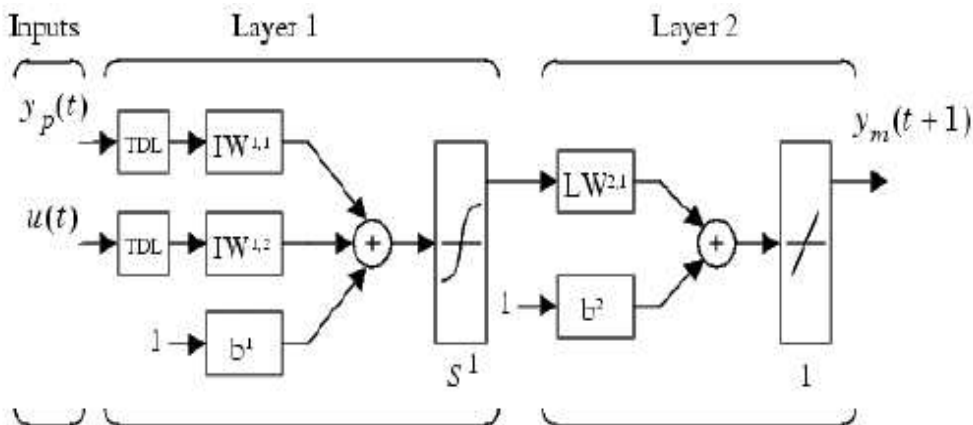 Inputs
Layer 1
Layer 2
y_p(t)
TDL
IW^{1,1}
u(t)
TDL
IW^{1,2}
1
b^1
S^1
LW^{2,1}
1
b^2
1
y_m(t+1)